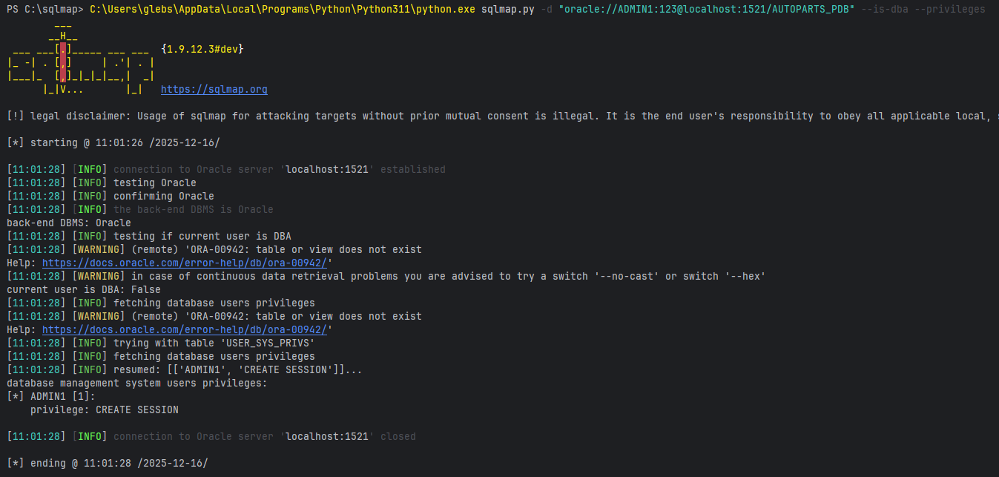 PS C:\sqlmap> C:\Users\glebs\AppData\Local\Programs\Python\Python311\python.exe sqlmap.py -d "oracle://ADMIN1:123@localhost:1521/AUTOPARTS_PDB" --is-dba --privileges
        ___
       __H__
 ___ ___[.]_____ ___ ___  {1.9.12.3#dev}
|_ -| . [,]     | .'| . |
|___|_  [,]_|_|_|__,|  _|
      |_|V...       |_|   https://sqlmap.org
[!] legal disclaimer: Usage of sqlmap for attacking targets without prior mutual consent is illegal. It is the end user's responsibility to obey all applicable local,
[*] starting @ 11:01:26 /2025-12-16/
[11:01:28] [INFO] connection to Oracle server 'localhost:1521' established
[11:01:28] [INFO] testing Oracle
[11:01:28] [INFO] confirming Oracle
[11:01:28] [INFO] the back-end DBMS is Oracle
back-end DBMS: Oracle
[11:01:28] [INFO] testing if current user is DBA
[11:01:28] [WARNING] (remote) 'ORA-00942: table or view does not exist
Help: https://docs.oracle.com/error-help/db/ora-00942/'
[11:01:28] [WARNING] in case of continuous data retrieval problems you are advised to try a switch '--no-cast' or switch '--hex'
current user is DBA: False
[11:01:28] [INFO] fetching database users privileges
[11:01:28] [WARNING] (remote) 'ORA-00942: table or view does not exist
Help: https://docs.oracle.com/error-help/db/ora-00942/'
[11:01:28] [INFO] trying with table 'USER_SYS_PRIVS'
[11:01:28] [INFO] fetching database users privileges
[11:01:28] [INFO] resumed: [['ADMIN1', 'CREATE SESSION']]...
database management system users privileges:
[*] ADMIN1 [1]:
    privilege: CREATE SESSION
[11:01:28] [INFO] connection to Oracle server 'localhost:1521' closed
[*] ending @ 11:01:28 /2025-12-16/